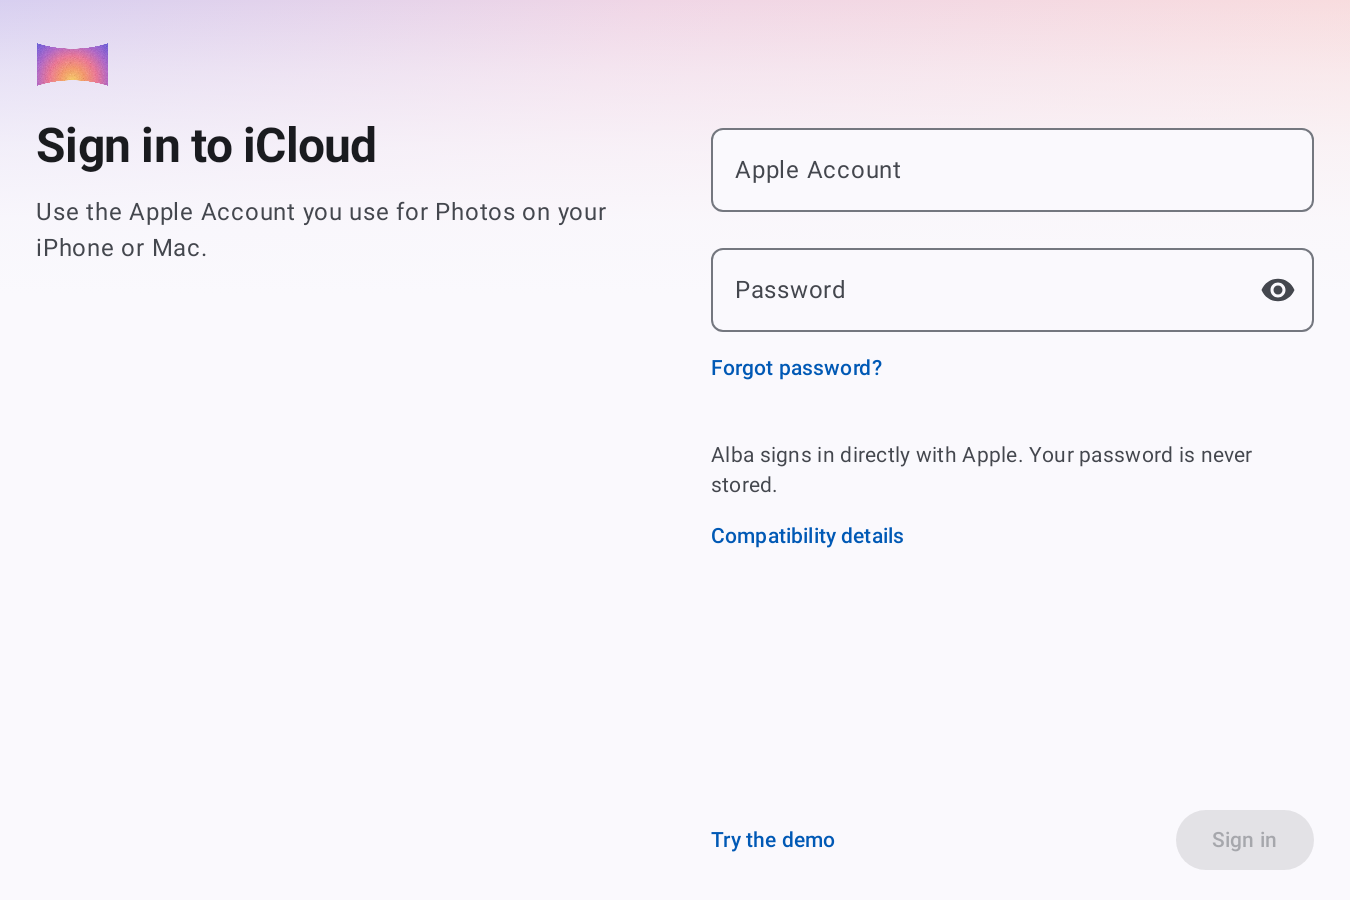 Sign in to iCloud
Use the Apple Account you use for Photos on your
iPhone or Mac.
Apple Account
Password
Forgot password?
Alba signs in directly with Apple. Your password is never
stored.
Compatibility details
Try the demo
Sign in